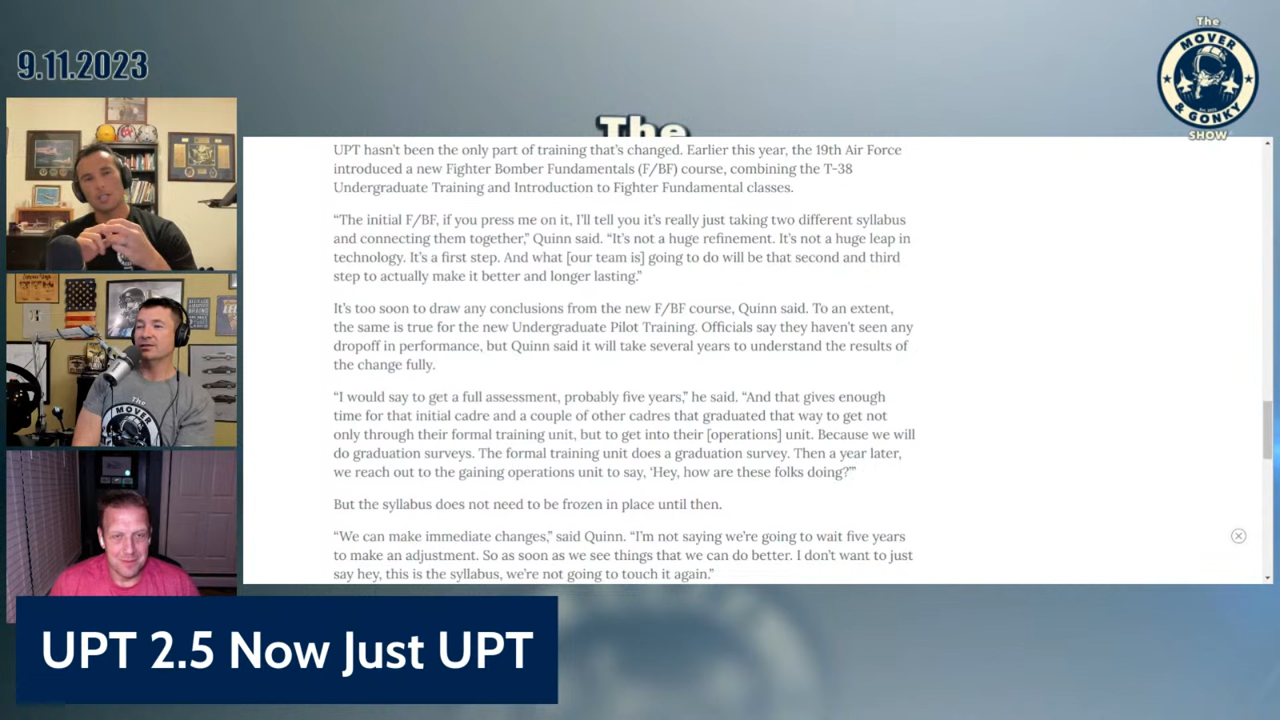 9.11.2023
The
MOVER
& GONKY
SHOW
The
UPT hasn't been the only part of training that's changed. Earlier this year, the 19th Air Force
introduced a new Fighter Bomber Fundamentals (F/BF) course, combining the T-38
Undergraduate Training and Introduction to Fighter Fundamental classes.
“The initial F/BF, if you press me on it, I'll tell you it's really just taking two different syllabus
and connecting them together,” Quinn said. “It's not a huge refinement. It's not a huge leap in
technology. It's a first step. And what [our team is] going to do will be that second and third
step to actually make it better and longer lasting.”
It's too soon to draw any conclusions from the new F/BF course, Quinn said. To an extent,
the same is true for the new Undergraduate Pilot Training. Officials say they haven't seen any
dropoff in performance, but Quinn said it will take several years to understand the results of
the change fully.
“I would say to get a full assessment, probably five years,” he said. “And that gives enough
time for that initial cadre and a couple of other cadres that graduated that way to get not
only through their formal training unit, but to get into their [operations] unit. Because we will
do graduation surveys. The formal training unit does a graduation survey. Then a year later,
we reach out to the gaining operations unit to say, ‘Hey, how are these folks doing?’”
But the syllabus does not need to be frozen in place until then.
“We can make immediate changes,” said Quinn. “I'm not saying we're going to wait five years
to make an adjustment. So as soon as we see things that we can do better. I don't want to just
say hey, this is the syllabus, we're not going to touch it again.”
The
MOVER
UPT 2.5 Now Just UPT